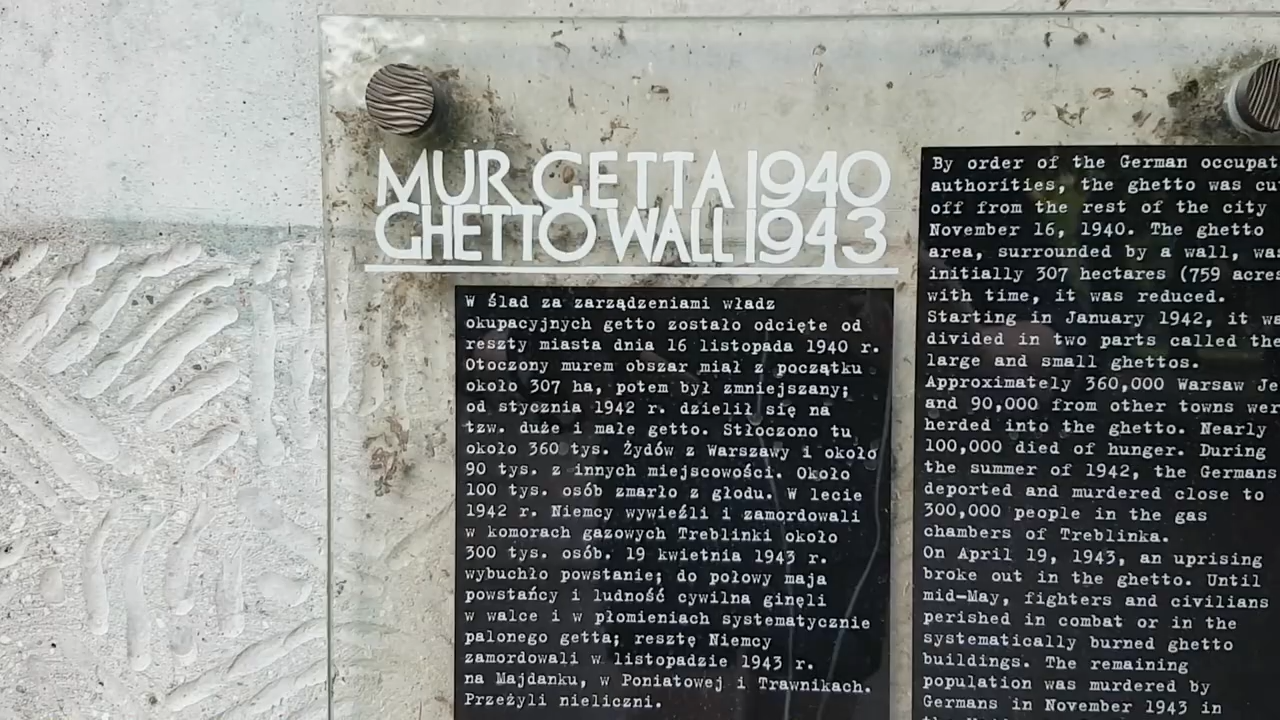 MUR GETTA 1940
GHETTO WALL 1943
W ślad za zarządzeniami władz
okupacyjnych getto zostało odcięte od
reszty miasta dnia 16 listopada 1940 r.
Otoczony murem obszar miał z początku
około 307 ha, potem był zmniejszany;
od stycznia 1942 r. dzielił się na
tzw. duże i małe getto. Stłoczono tu
około 360 tys. Żydów z Warszawy i około
90 tys. z innych miejscowości. Około
100 tys. osób zmarło z głodu. W lecie
1942 r. Niemcy wywieźli i zamordowali
w komorach gazowych Treblinki około
300 tys. osób. 19 kwietnia 1943 r.
wybuchło powstanie; do połowy maja
powstańcy i ludność cywilna ginęli
w walce i w płomieniach systematycznie
palonego getta; resztę Niemcy
zamordowali w listopadzie 1943 r.
na Majdanku, w Poniatowej i Trawnikach.
Przeżyli nieliczni.
By order of the German occupat
authorities, the ghetto was cu
off from the rest of the city
November 16, 1940. The ghetto
area, surrounded by a wall, wa
initially 307 hectares (759 acres
with time, it was reduced.
Starting in January 1942, it wa
divided in two parts called the
large and small ghettos.
Approximately 360,000 Warsaw Je
and 90,000 from other towns wer
herded into the ghetto. Nearly
100,000 died of hunger. During
the summer of 1942, the Germans
deported and murdered close to
300,000 people in the gas
chambers of Treblinka.
On April 19, 1943, an uprising
broke out in the ghetto. Until
mid-May, fighters and civilians
perished in combat or in the
systematically burned ghetto
buildings. The remaining
population was murdered by
Germans in November 1943 in